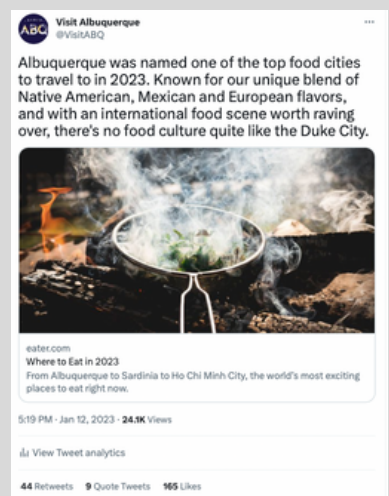 ABQ
Visit Albuquerque
@VisitABQ
Albuquerque was named one of the top food cities
to travel to in 2023. Known for our unique blend of
Native American, Mexican and European flavors,
and with an international food scene worth raving
over, there's no food culture quite like the Duke City.
eater.com
Where to Eat in 2023
From Albuquerque to Sardinia to Ho Chi Minh City, the world's most exciting
places to eat right now.
5:19 PM · Jan 12, 2023 · 24.1K Views
View Tweet analytics
44 Retweets 9 Quote Tweets 165 Likes